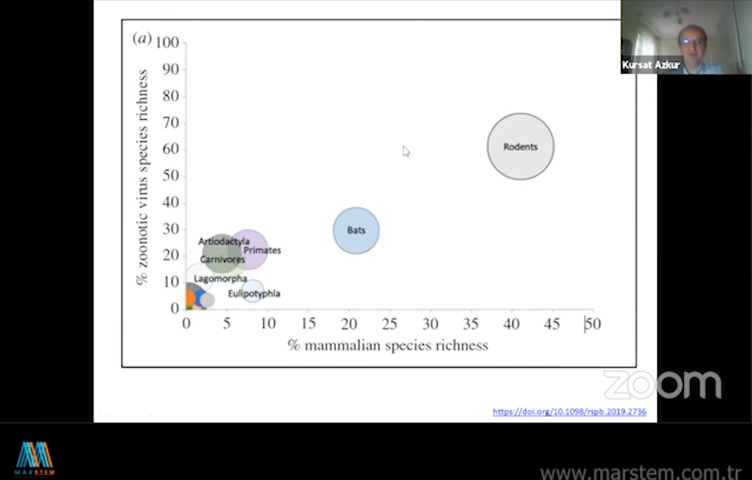 (a)
100
90
80
70
60
50
40
30
20
10
0
% zoonotic virus species richness
Rodents
Bats
Artiodactyla
Primates
Carnivores
Lagomorpha
Eulipotyphla
0 5 10 15 20 25 30 35 40 45 50
% mammalian species richness
Kursat Azkur
zoom
https://doi.org/10.1098/rspb.2019.2736
MARSTEM
www.marstem.com.tr